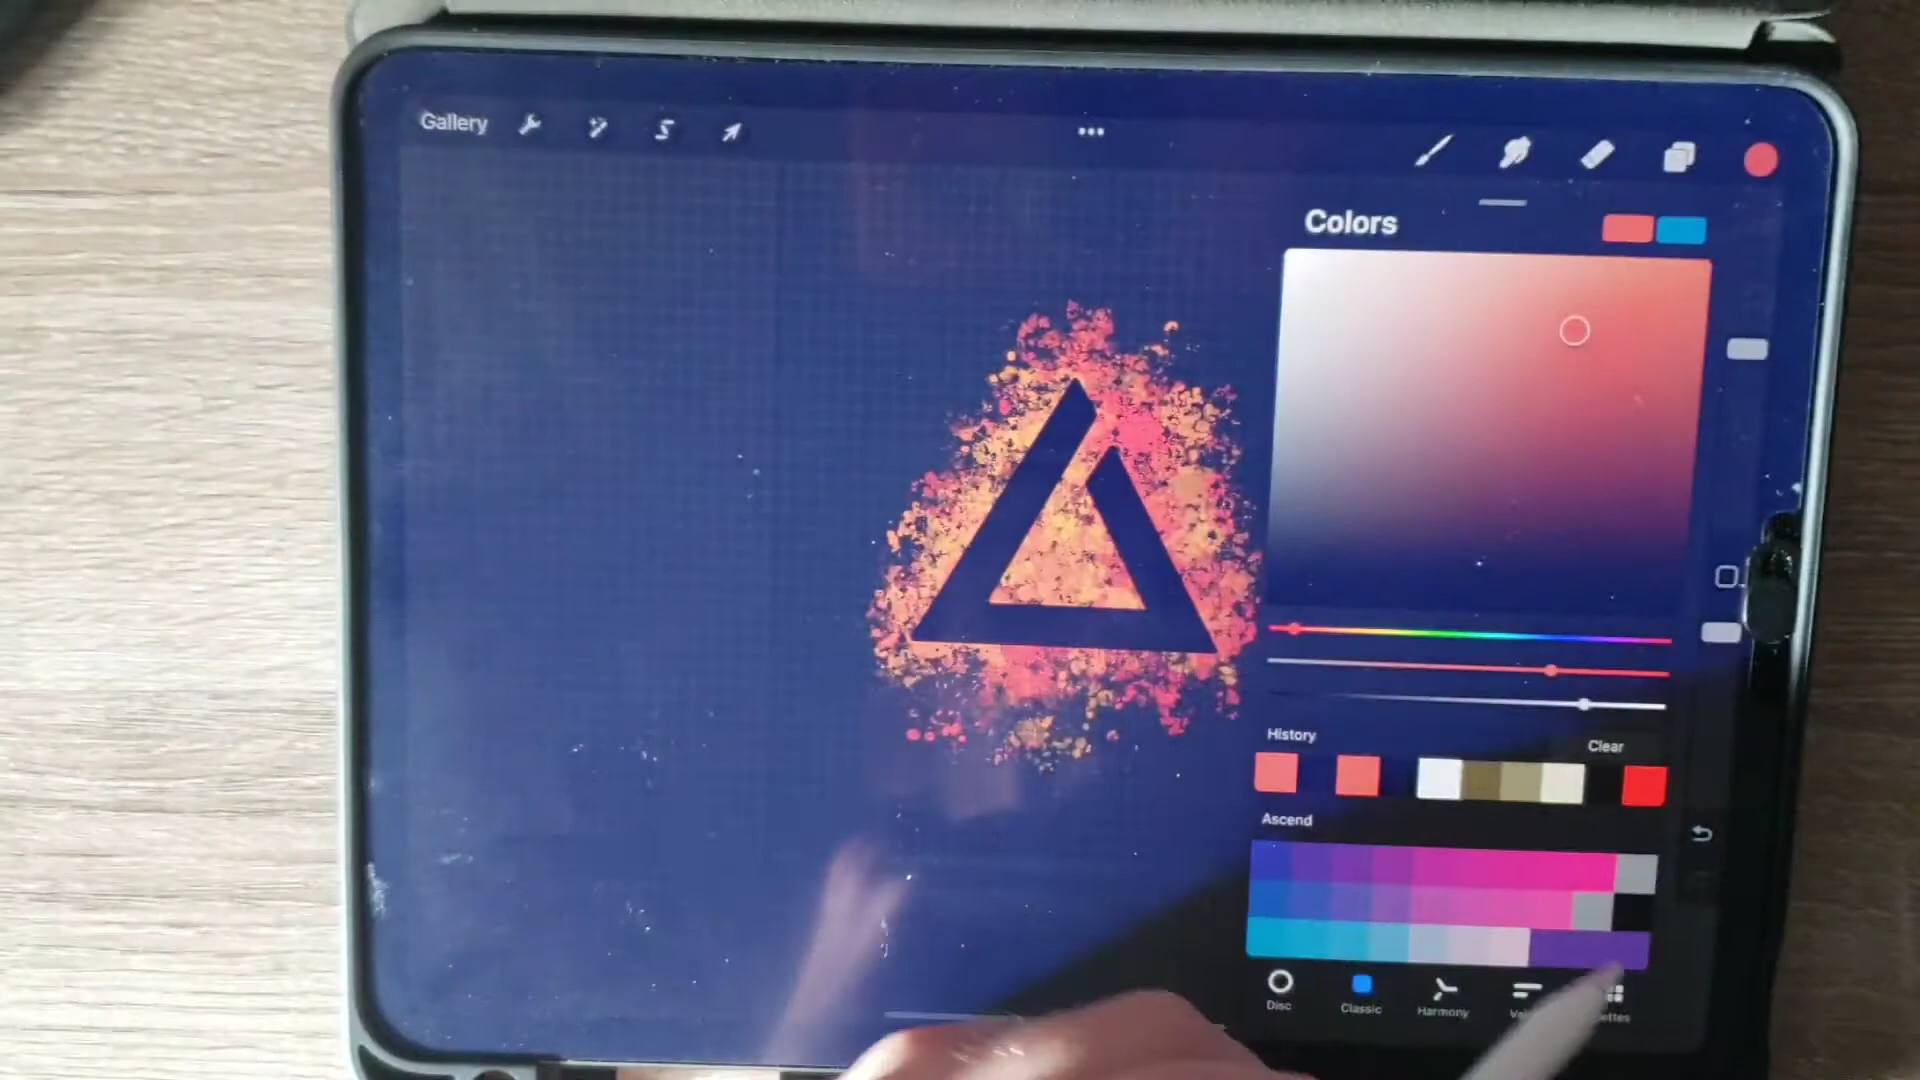 Gallery
Colors
History
Clear
Ascend
Disc
Classic
Harmony